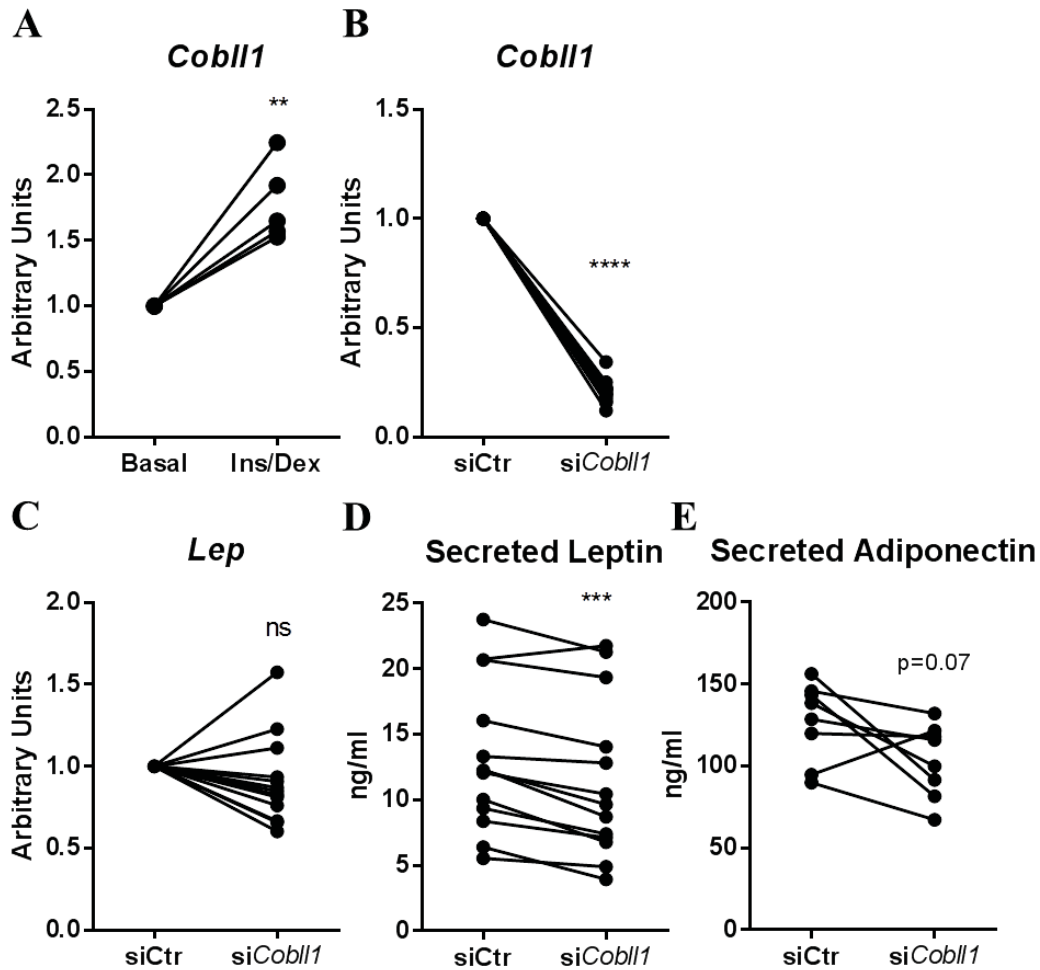 A
Cobll1
**
Arbitrary Units
2.5
2.0
1.5
1.0
0.5
0.0
Basal Ins/Dex
B
Cobll1
****
Arbitrary Units
1.5
1.0
0.5
0.0
siCtr siCobll1
C
Lep
ns
Arbitrary Units
2.0
1.5
1.0
0.5
0.0
siCtr siCobll1
D
Secreted Leptin
***
ng/ml
25
20
15
10
5
0
siCtr siCobll1
E
Secreted Adiponectin
p=0.07
ng/ml
200
150
100
50
0
siCtr siCobll1